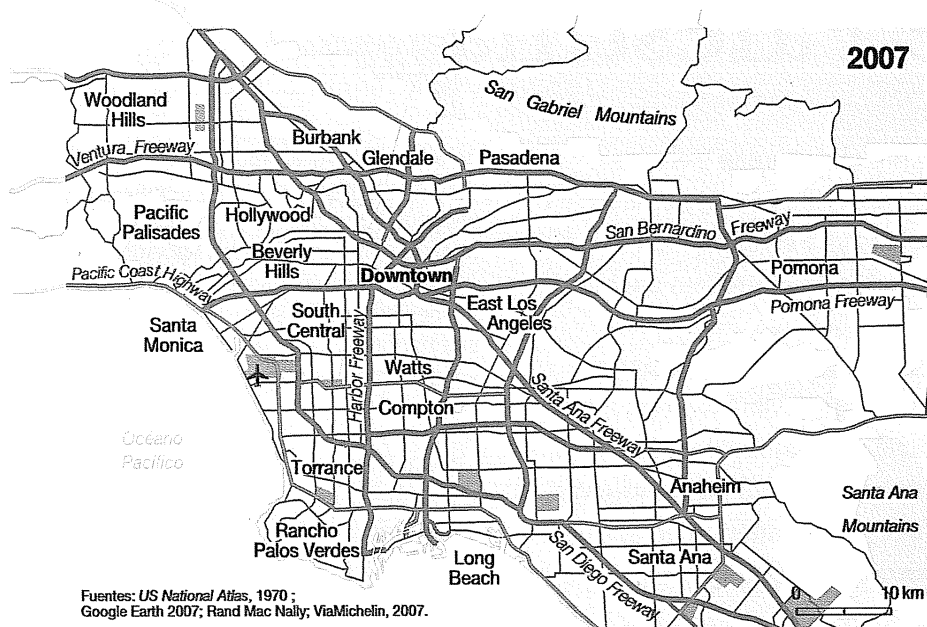 2007
San Gabriel Mountains
Woodland
Hills
Burbank
Ventura Freeway
Glendale
Pasadena
Pacific
Palisades
Hollywood
San Bernardino Freeway
Beverly
Hills
Pacific Coast Highway
Downtown
Pomona
East Los
Angeles
Pomona Freeway
South
Central
Santa
Monica
Harbor Freeway
Watts
Santa Ana Freeway
Compton
Océano
Pacífico
Torrance
Anaheim
Santa Ana
Mountains
Rancho
Palos Verdes
Long
Beach
San Diego Freeway
Santa Ana
0 10 km
Fuentes: US National Atlas, 1970 ;
Google Earth 2007; Rand Mac Nally; ViaMichelin, 2007.